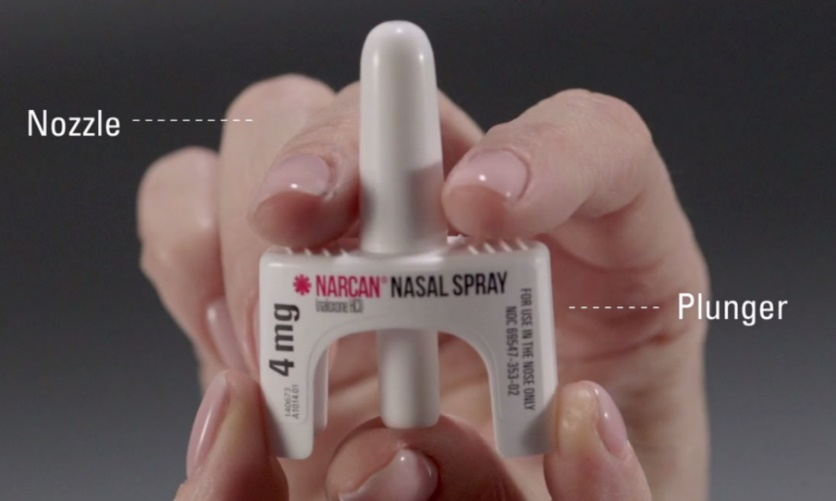 Nozzle
NARCAN® NASAL SPRAY
(naloxone HCl)
4 mg
FOR USE IN THE NOSE ONLY
NDC 69547-353-02
Plunger